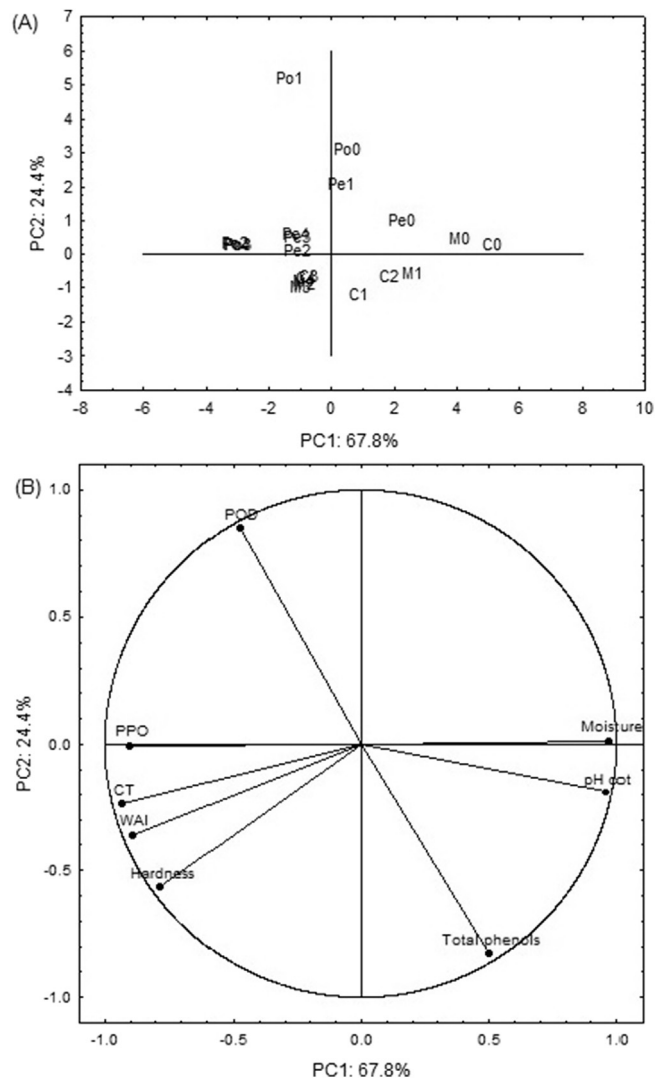 (A)
7
6
5
4
3
2
1
0
-1
-2
-3
-4
PC2: 24.4%
Po1
Po0
Pe1
Pe0
M0
C0
Pe3
Pe2
C2
M1
C1
-8
-6
-4
-2
0
2
4
6
8
10
PC1: 67.8%
(B)
1.0
0.5
0.0
-0.5
-1.0
PC2: 24.4%
POD
PPO
Moisture
pH cot
CT
WAI
Hardness
Total phenols
-1.0
-0.5
0.0
0.5
1.0
PC1: 67.8%